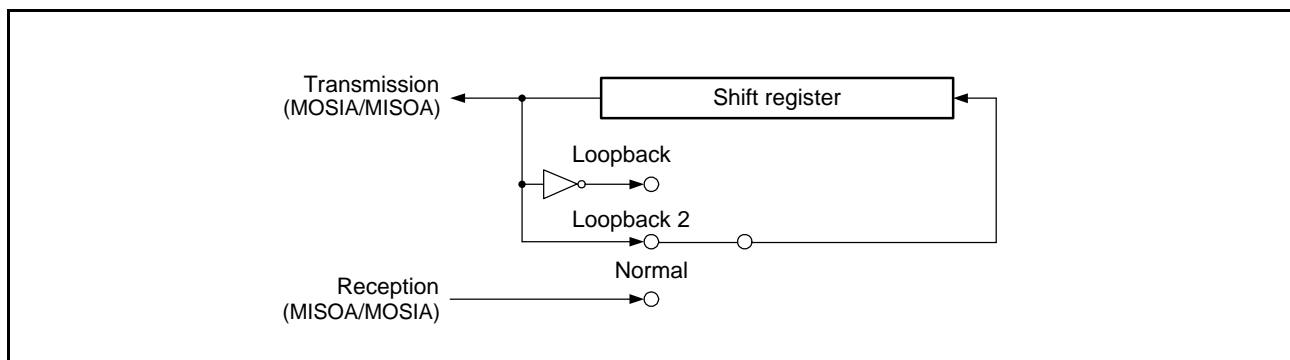 Transmission
(MOSIA/MISOA)
Shift register
Loopback
Loopback 2
Normal
Reception
(MISOA/MOSIA)